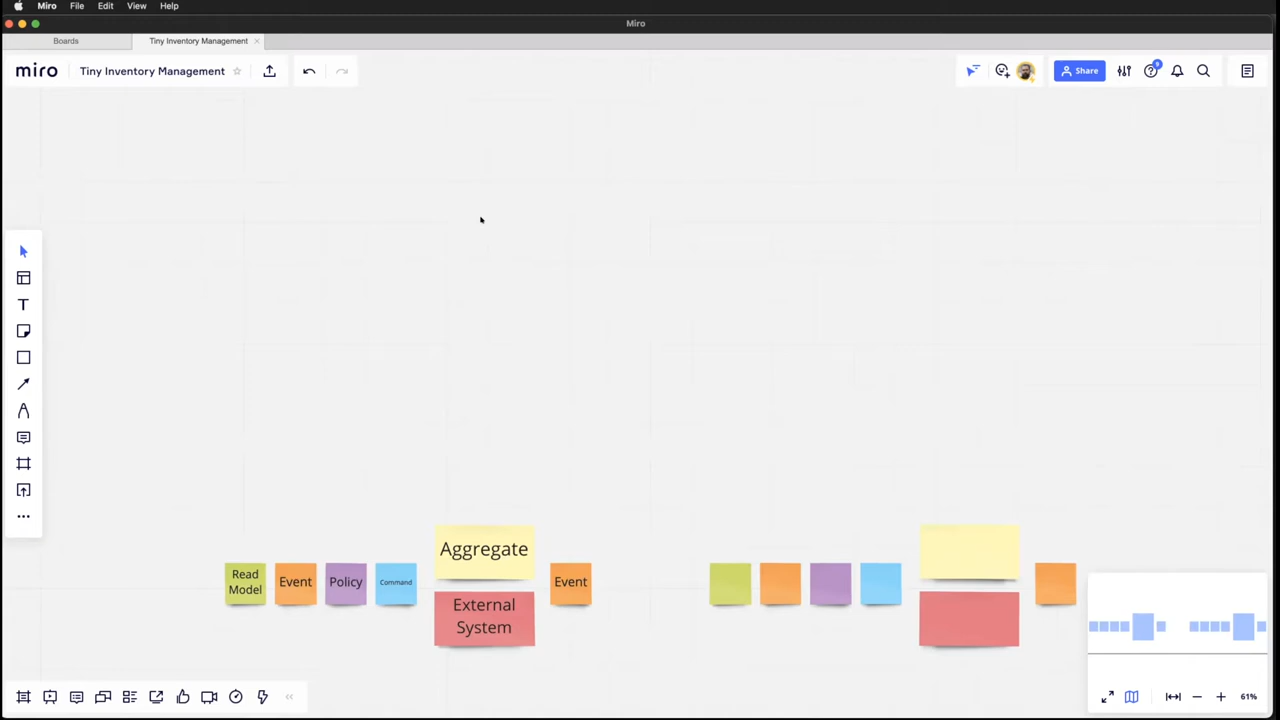 Miro File Edit View Help
Miro
Boards Tiny Inventory Management
miro Tiny Inventory Management Share
Aggregate
Read
Model
Event
Policy
Command
External
System
Event
61%